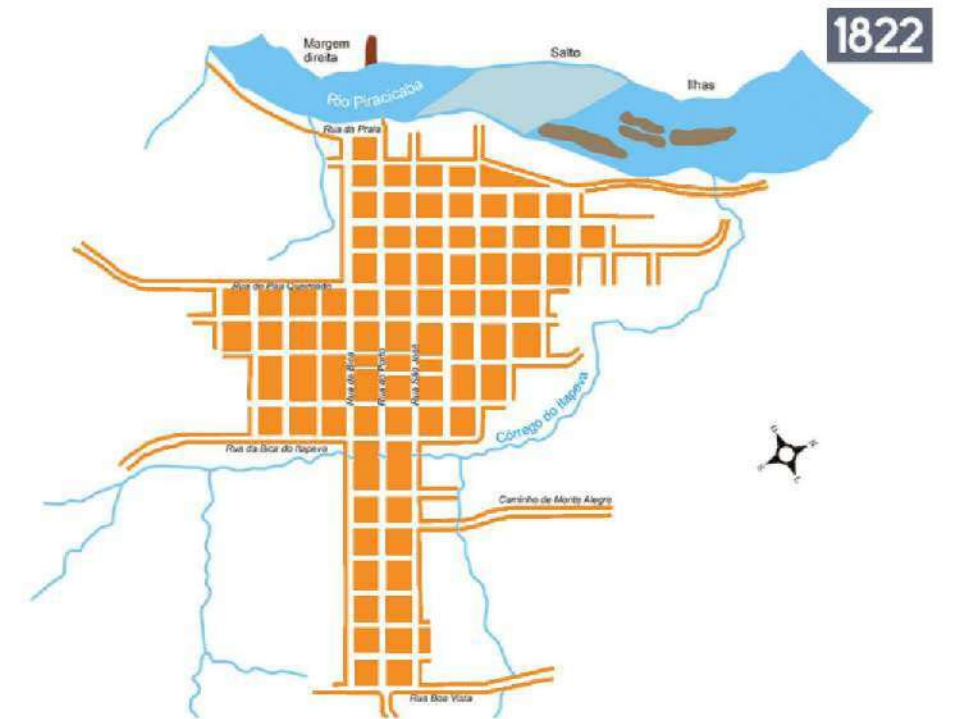 1822
Margem
direita
Salto
Ilhas
Rio Piracicaba
Rua da Praia
Rua do Pau Queimado
Rua da Bica
Rua do Porto
Rua São José
Córrego do Itapeva
Rua da Bica do Itapeva
Caminho de Monte Alegre
Rua Boa Vista